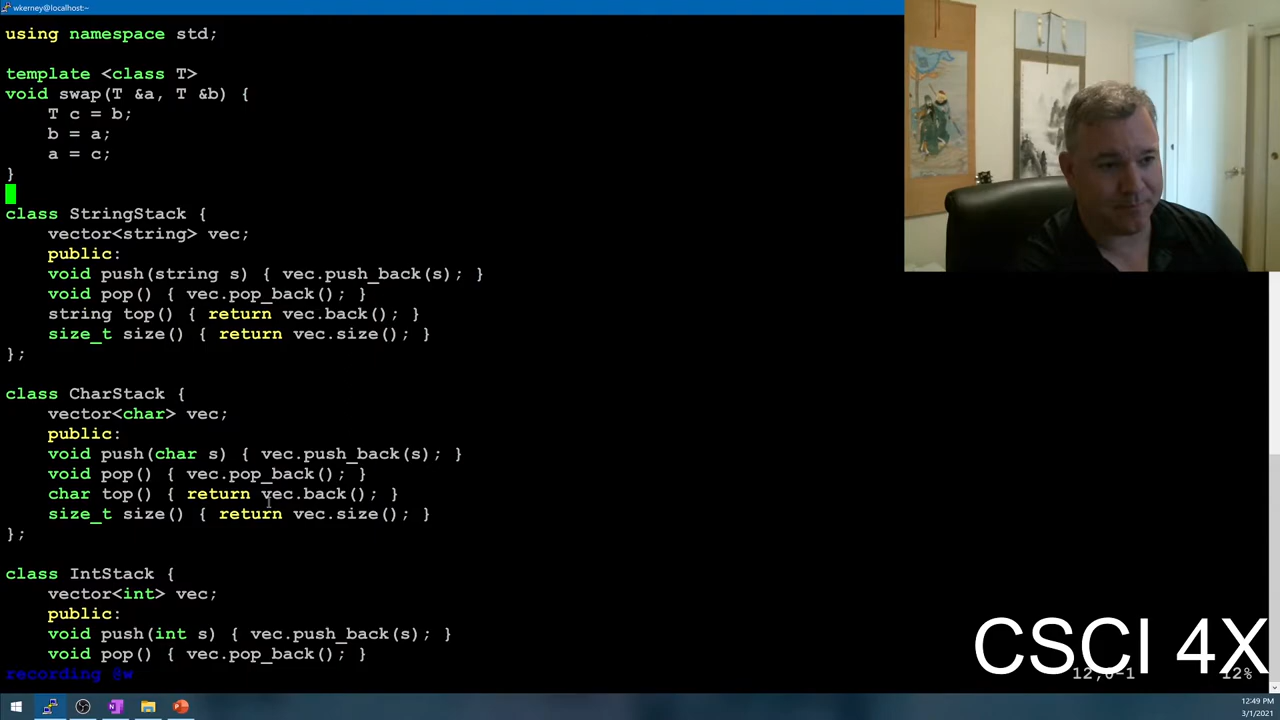 wkerney@localhost:~
using namespace std;
template <class T>
void swap(T &a, T &b) {
T c = b;
b = a;
a = c;
}
class StringStack {
vector<string> vec;
public:
void push(string s) { vec.push_back(s); }
void pop() { vec.pop_back(); }
string top() { return vec.back(); }
size_t size() { return vec.size(); }
};
class CharStack {
vector<char> vec;
public:
void push(char s) { vec.push_back(s); }
void pop() { vec.pop_back(); }
char top() { return vec.back(); }
size_t size() { return vec.size(); }
};
class IntStack {
vector<int> vec;
public:
void push(int s) { vec.push_back(s); }
void pop() { vec.pop_back(); }
recording @w
12,0-1 12%
CSCI 4X
12:49 PM
3/1/2021